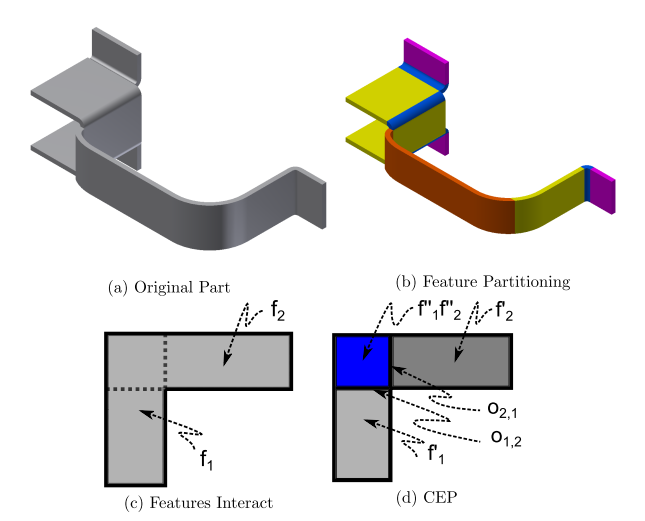 (a) Original Part
(b) Feature Partitioning
f2
f"1f"2
f'2
o2,1
o1,2
f1
f'1
(c) Features Interact
(d) CEP